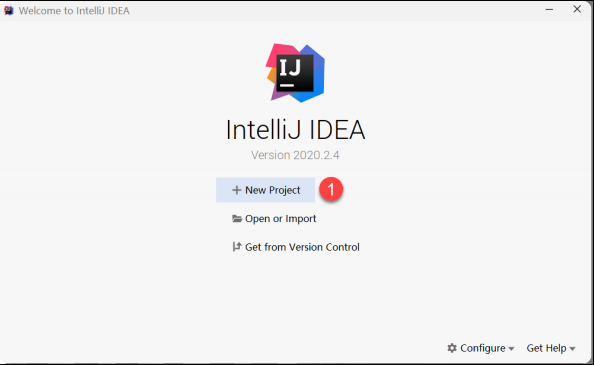 Welcome to IntelliJ IDEA
IJ
IntelliJ IDEA
Version 2020.2.4
New Project 1
Open or Import
Get from Version Control
Configure Get Help